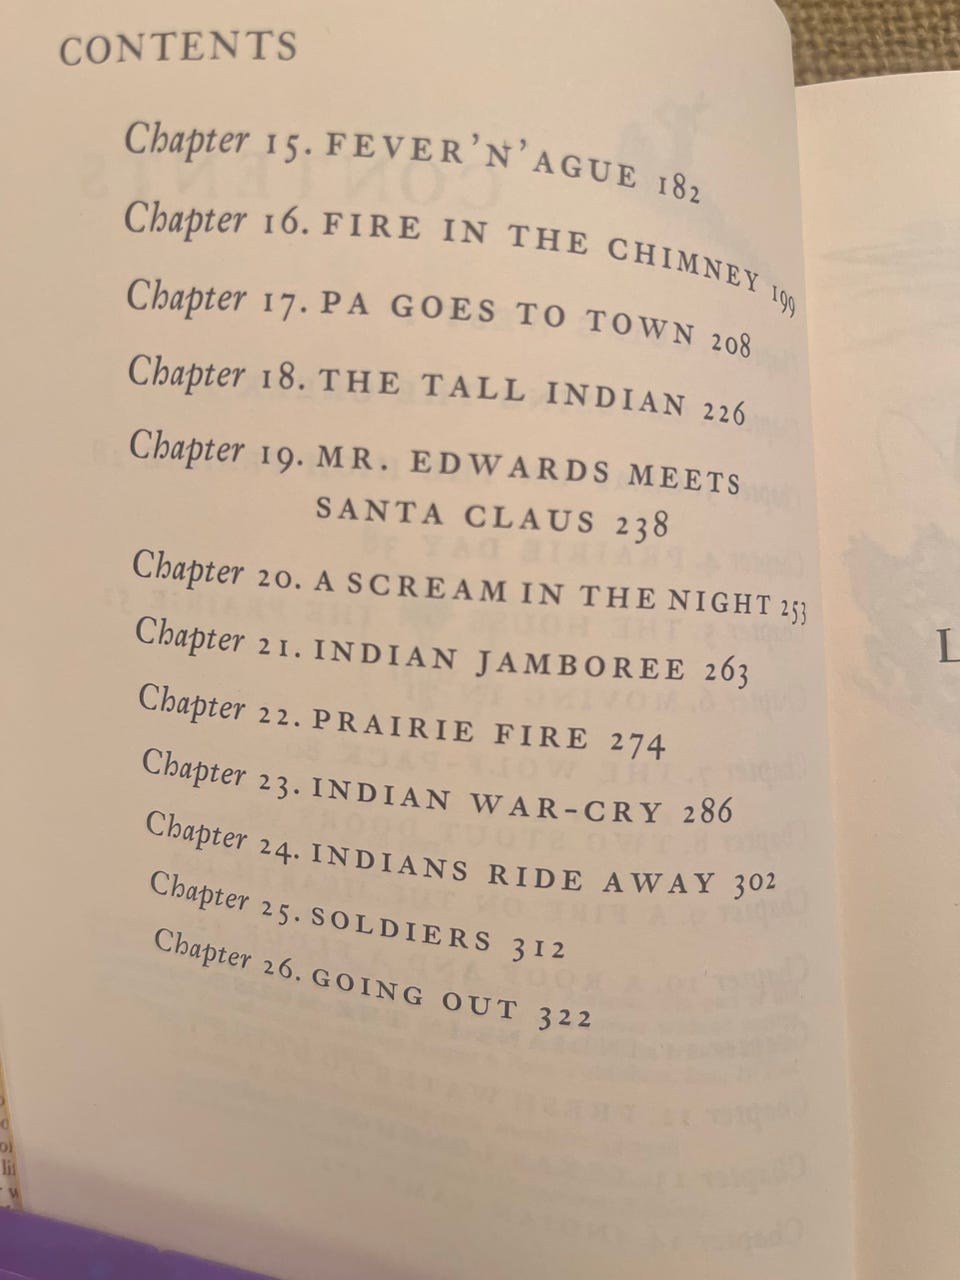 CONTENTS
Chapter 15. FEVER'N'AGUE 182
Chapter 16. FIRE IN THE CHIMNEY 199
Chapter 17. PA GOES TO TOWN 208
Chapter 18. THE TALL INDIAN 226
Chapter 19. MR. EDWARDS MEETS
SANTA CLAUS 238
Chapter 20. A SCREAM IN THE NIGHT 253
Chapter 21. INDIAN JAMBOREE 263
Chapter 22. PRAIRIE FIRE 274
Chapter 23. INDIAN WAR-CRY 286
Chapter 24. INDIANS RIDE AWAY 302
Chapter 25. SOLDIERS 312
Chapter 26. GOING OUT 322
L